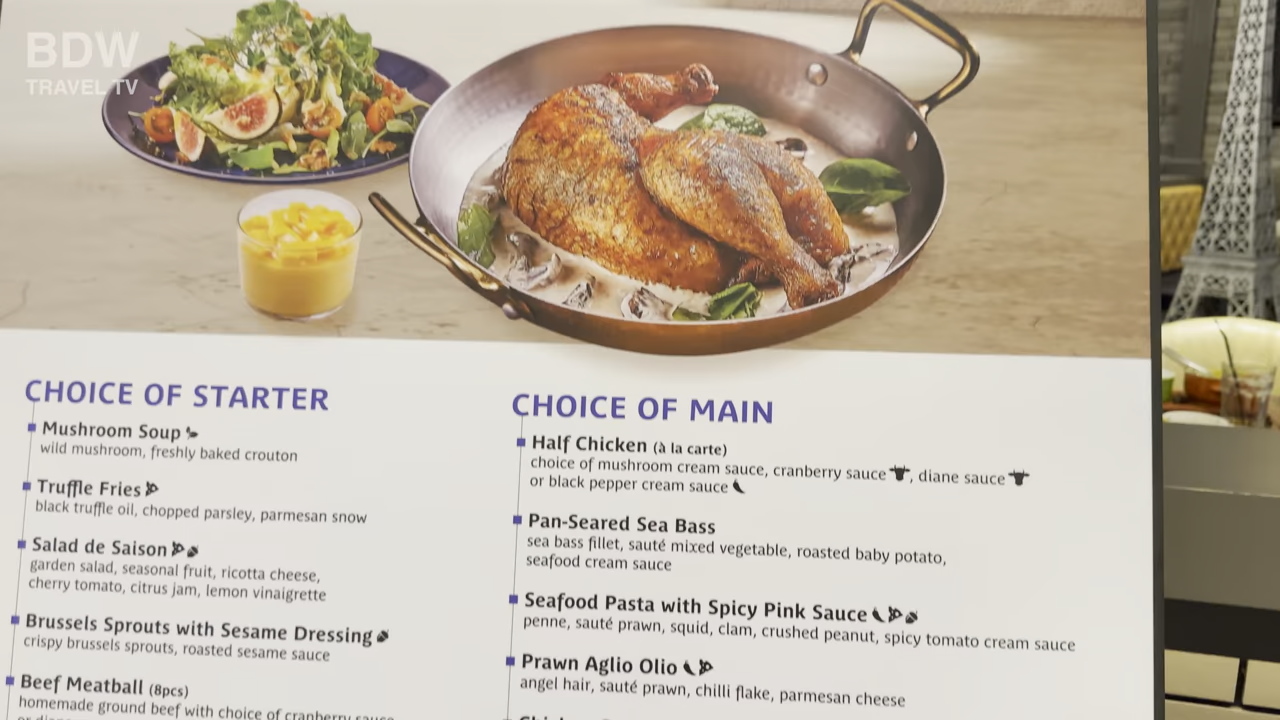 BDW
TRAVEL TV
CHOICE OF STARTER
Mushroom Soup
wild mushroom, freshly baked crouton
Truffle Fries
black truffle oil, chopped parsley, parmesan snow
Salad de Saison
garden salad, seasonal fruit, ricotta cheese,
cherry tomato, citrus jam, lemon vinaigrette
Brussels Sprouts with Sesame Dressing
crispy brussels sprouts, roasted sesame sauce
Beef Meatball (8pcs)
homemade ground beef with choice of cranberry sauce
CHOICE OF MAIN
Half Chicken (à la carte)
choice of mushroom cream sauce, cranberry sauce, diane sauce
or black pepper cream sauce
Pan-Seared Sea Bass
sea bass fillet, sauté mixed vegetable, roasted baby potato,
seafood cream sauce
Seafood Pasta with Spicy Pink Sauce
penne, sauté prawn, squid, clam, crushed peanut, spicy tomato cream sauce
Prawn Aglio Olio
angel hair, sauté prawn, chilli flake, parmesan cheese